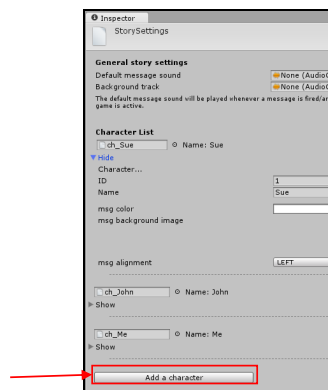 Inspector
StorySettings
General story settings
Default message sound None (AudioC
Background track None (AudioC
The default message sound will be played whenever a message is fired/ar
game is active.
Character List
ch_Sue Name: Sue
Hide
Character...
ID 1
Name Sue
msg color
msg background image
msg alignment LEFT
ch_John Name: John
Show
ch_Me Name: Me
Show
Add a character